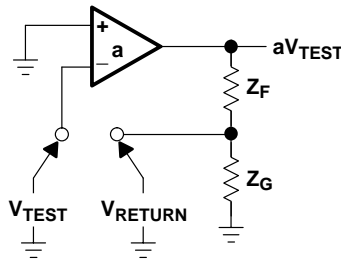 +
a
−
aV_TEST
Z_F
Z_G
V_TEST
V_RETURN